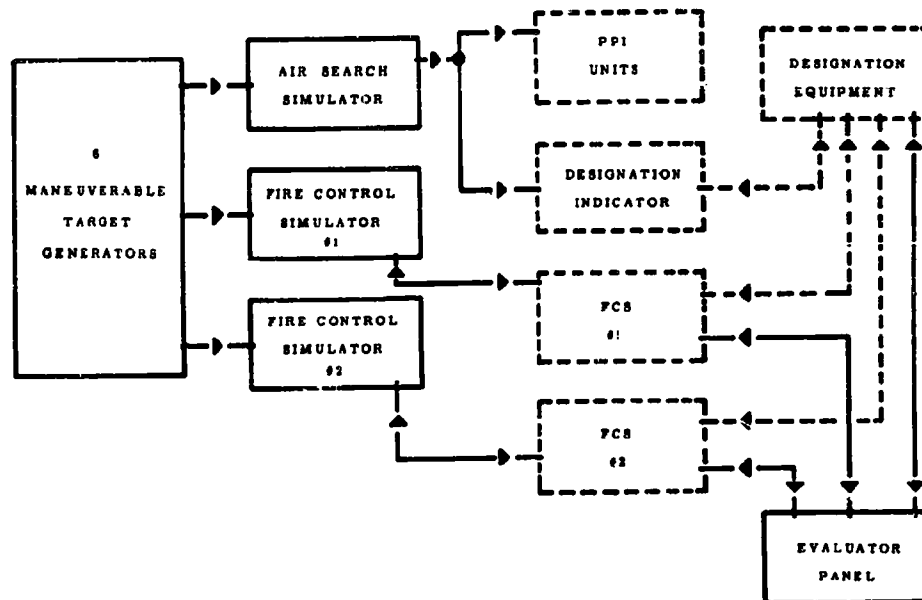 6
MANEUVERABLE
TARGET
GENERATORS
AIR SEARCH
SIMULATOR
FIRE CONTROL
SIMULATOR
#1
FIRE CONTROL
SIMULATOR
#2
PPI
UNITS
DESIGNATION
INDICATOR
FCS
#1
FCS
#2
DESIGNATION
EQUIPMENT
EVALUATOR
PANEL